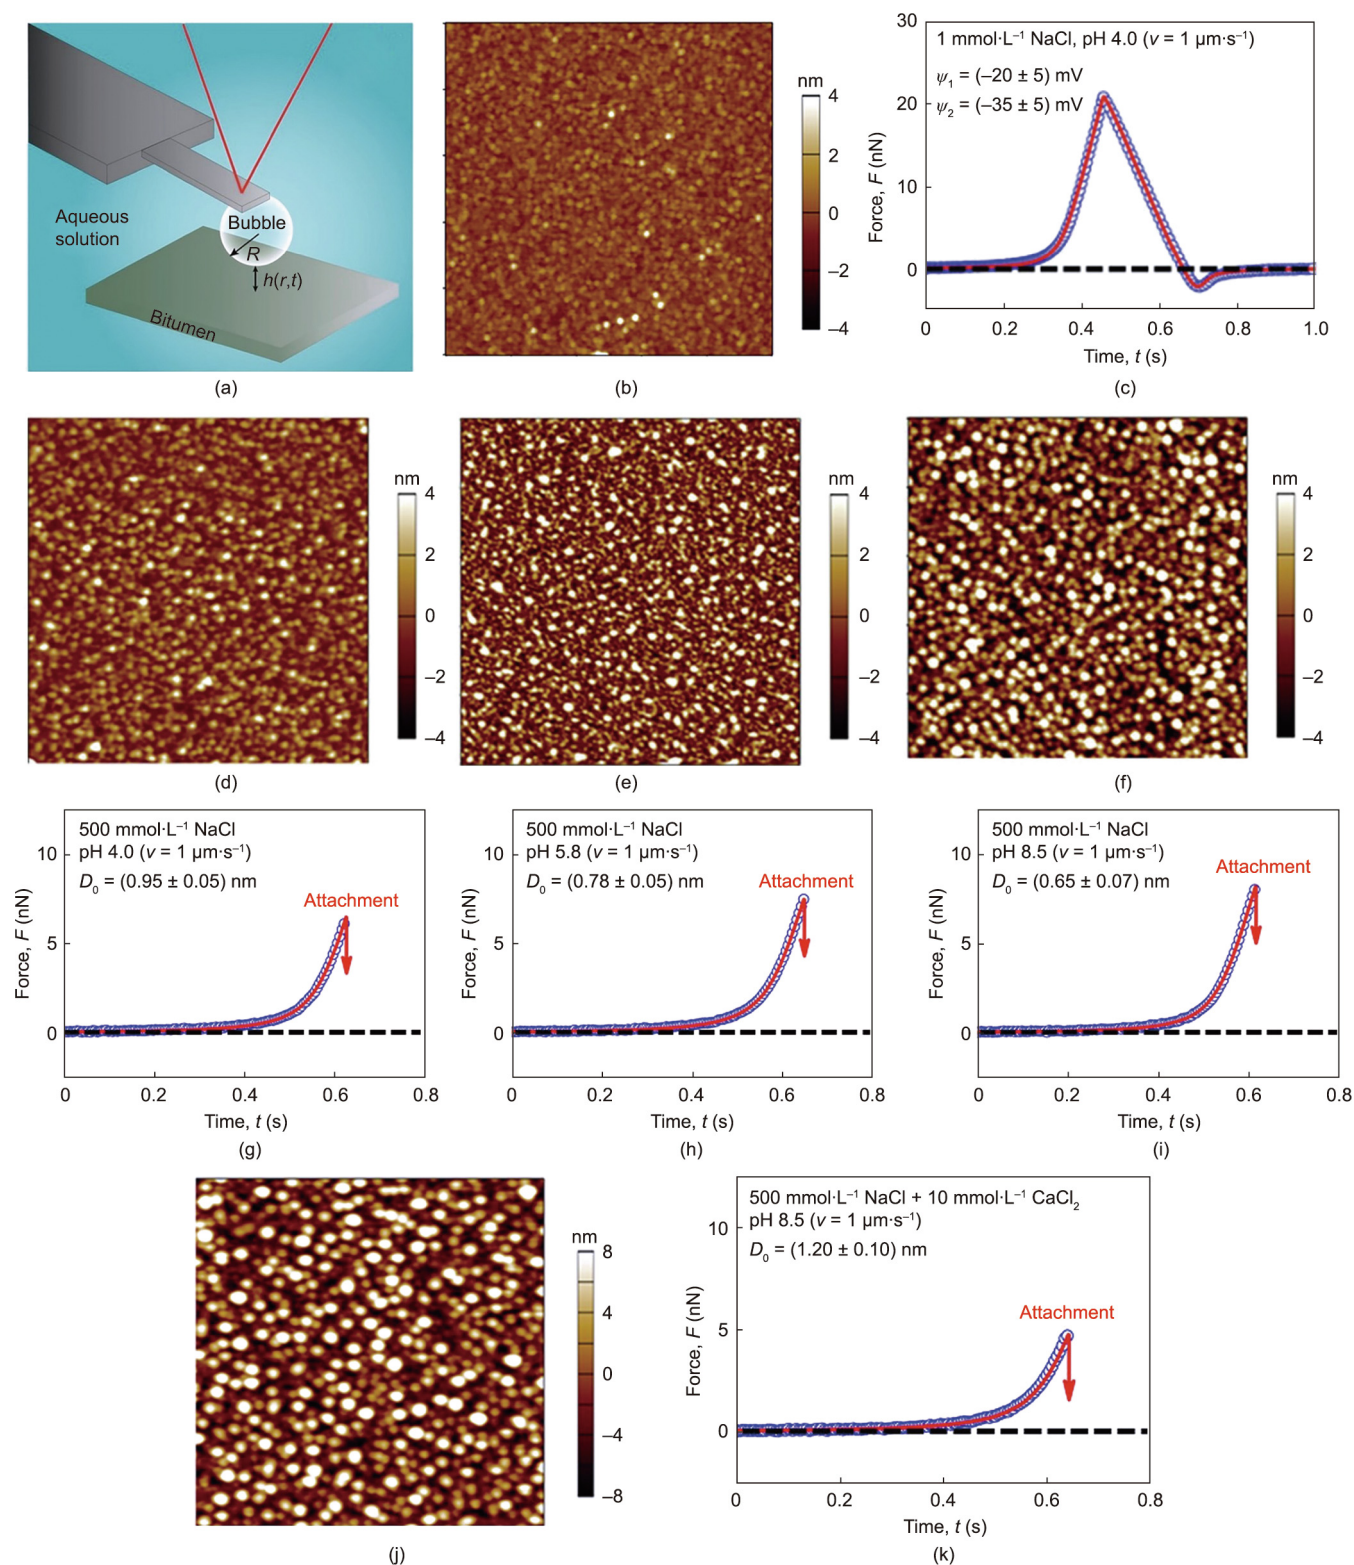 Aqueous
solution
Bubble
R
h(r,t)
Bitumen
(a)
nm
4
2
0
–2
–4
(b)
30
20
10
0
Force, F (nN)
1 mmol·L⁻¹ NaCl, pH 4.0 (v = 1 µm·s⁻¹)
ψ₁ = (–20 ± 5) mV
ψ₂ = (–35 ± 5) mV
0 0.2 0.4 0.6 0.8 1.0
Time, t (s)
(c)
nm
4
2
0
–2
–4
(d)
nm
4
2
0
–2
–4
(e)
nm
4
2
0
–2
–4
(f)
10
5
0
Force, F (nN)
500 mmol·L⁻¹ NaCl
pH 4.0 (v = 1 µm·s⁻¹)
D₀ = (0.95 ± 0.05) nm
Attachment
0 0.2 0.4 0.6 0.8
Time, t (s)
(g)
10
5
0
Force, F (nN)
500 mmol·L⁻¹ NaCl
pH 5.8 (v = 1 µm·s⁻¹)
D₀ = (0.78 ± 0.05) nm
Attachment
0 0.2 0.4 0.6 0.8
Time, t (s)
(h)
10
5
0
Force, F (nN)
500 mmol·L⁻¹ NaCl
pH 8.5 (v = 1 µm·s⁻¹)
D₀ = (0.65 ± 0.07) nm
Attachment
0 0.2 0.4 0.6 0.8
Time, t (s)
(i)
nm
8
4
0
–4
–8
(j)
10
5
0
Force, F (nN)
500 mmol·L⁻¹ NaCl + 10 mmol·L⁻¹ CaCl₂
pH 8.5 (v = 1 µm·s⁻¹)
D₀ = (1.20 ± 0.10) nm
Attachment
0 0.2 0.4 0.6 0.8
Time, t (s)
(k)